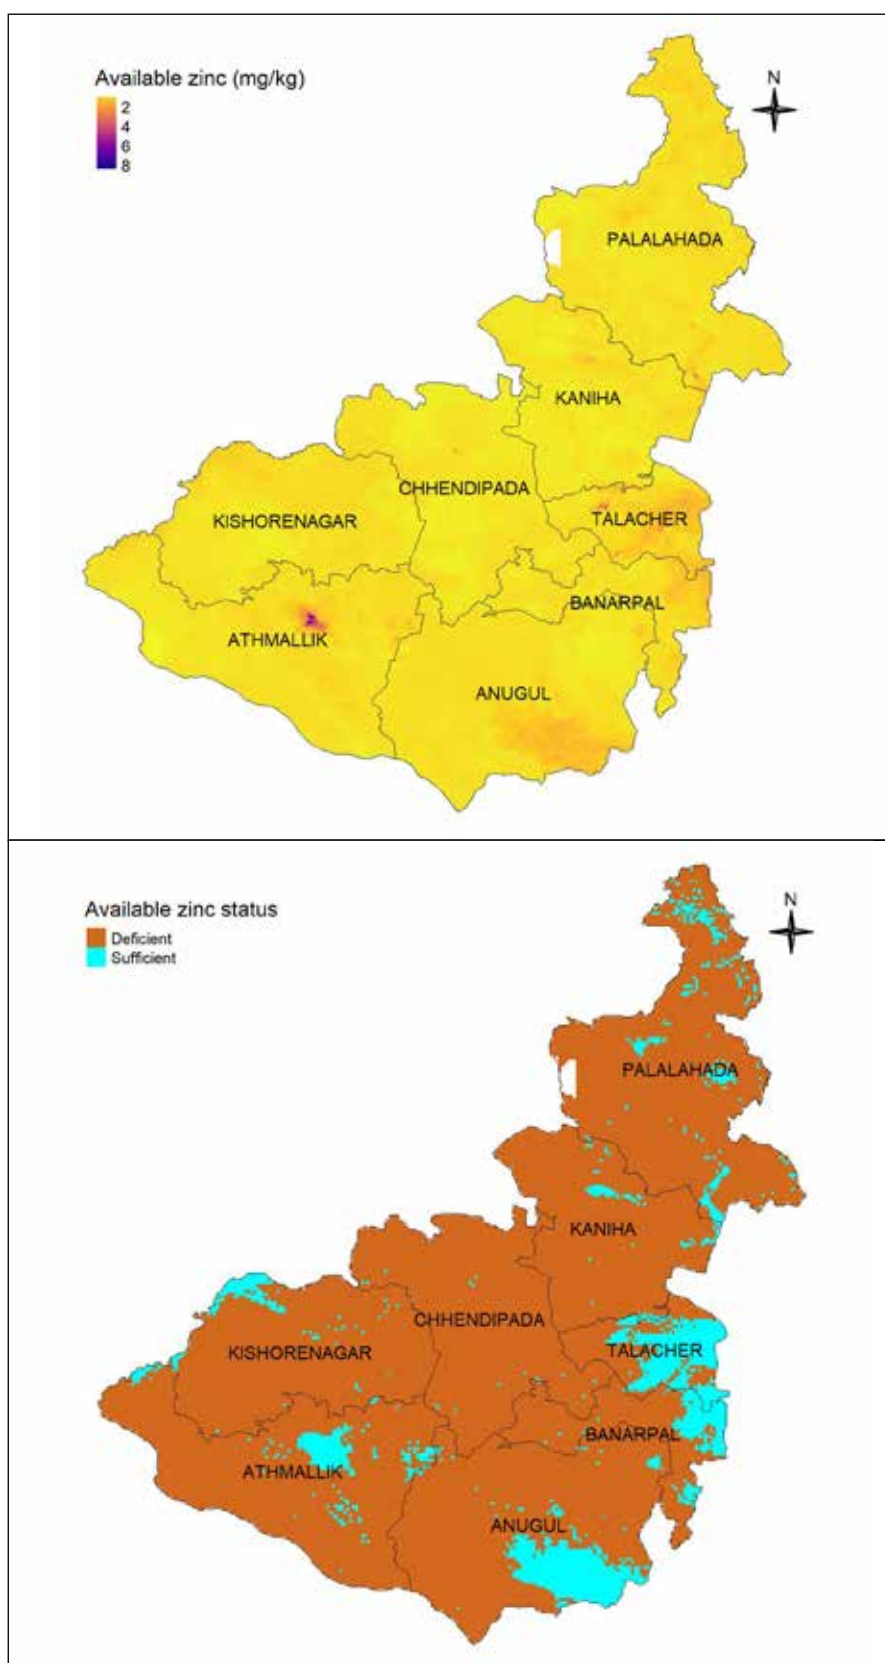 Available zinc (mg/kg)
2
4
6
8
N
PALALAHADA
KANIHA
CHHENDIPADA
KISHORENAGAR
TALACHER
BANARPAL
ATHMALLIK
ANUGUL
Available zinc status
Deficient
Sufficient
N
PALALAHADA
KANIHA
CHHENDIPADA
KISHORENAGAR
TALACHER
BANARPAL
ATHMALLIK
ANUGUL